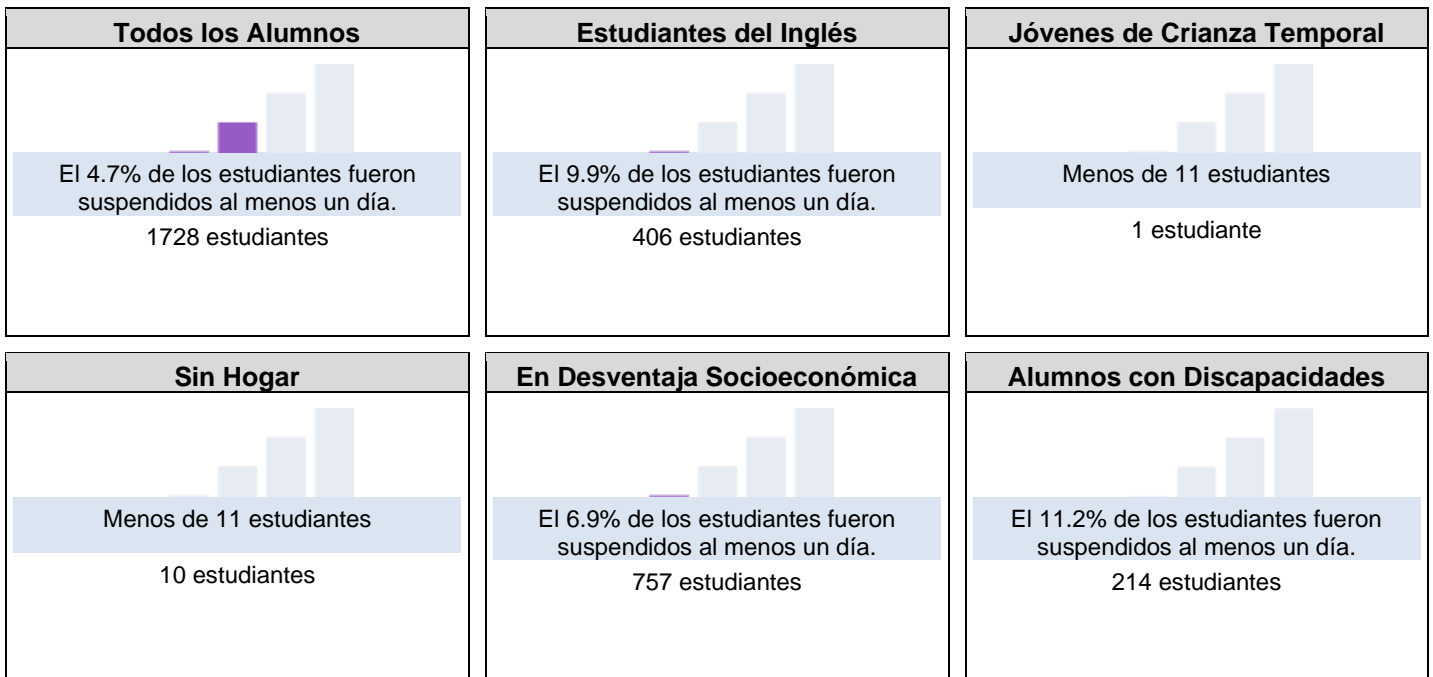 Todos los Alumnos
El 4.7% de los estudiantes fueron
suspendidos al menos un día.
1728 estudiantes
Estudiantes del Inglés
El 9.9% de los estudiantes fueron
suspendidos al menos un día.
406 estudiantes
Jóvenes de Crianza Temporal
Menos de 11 estudiantes
1 estudiante
Sin Hogar
Menos de 11 estudiantes
10 estudiantes
En Desventaja Socioeconómica
El 6.9% de los estudiantes fueron
suspendidos al menos un día.
757 estudiantes
Alumnos con Discapacidades
El 11.2% de los estudiantes fueron
suspendidos al menos un día.
214 estudiantes